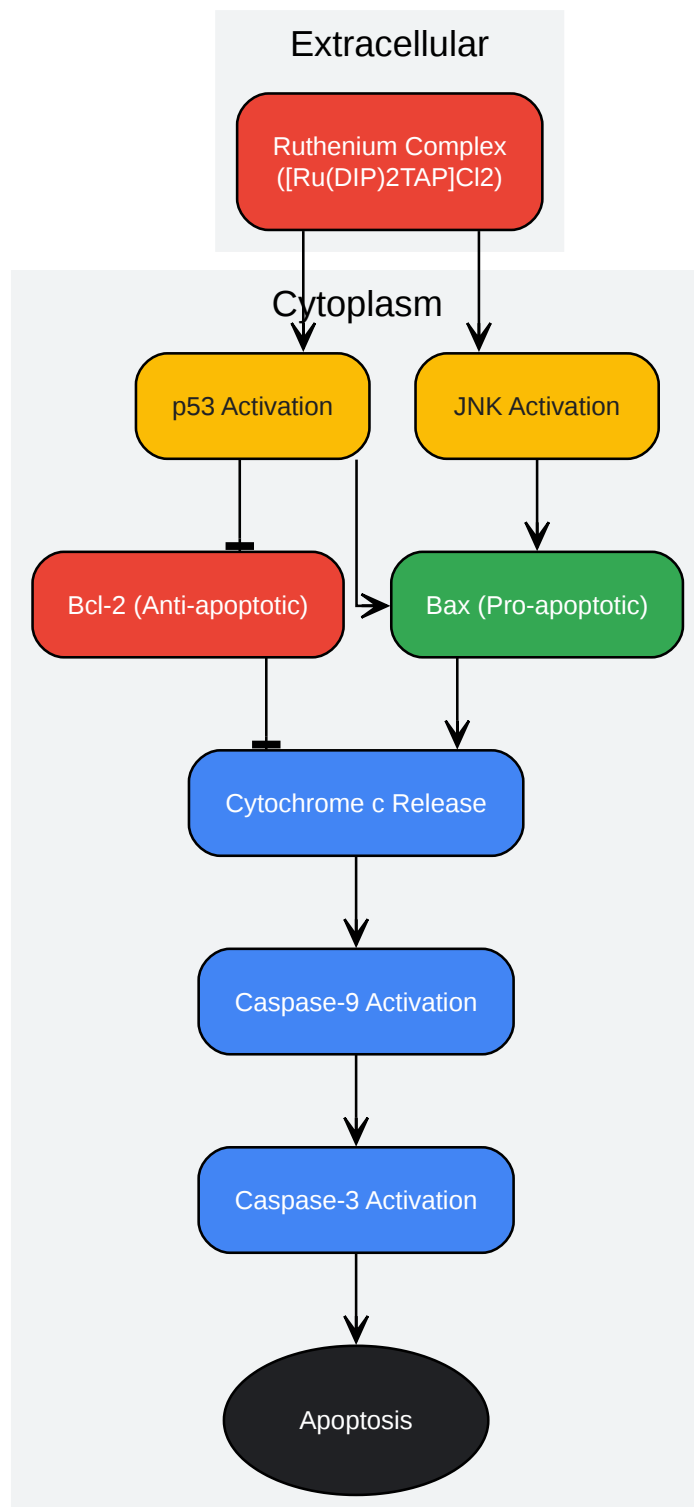 Extracellular
Ruthenium Complex
([Ru(DIP)2TAP]Cl2)
Cytoplasm
p53 Activation
JNK Activation
Bcl-2 (Anti-apoptotic)
Bax (Pro-apoptotic)
Cytochrome c Release
Caspase-9 Activation
Caspase-3 Activation
Apoptosis